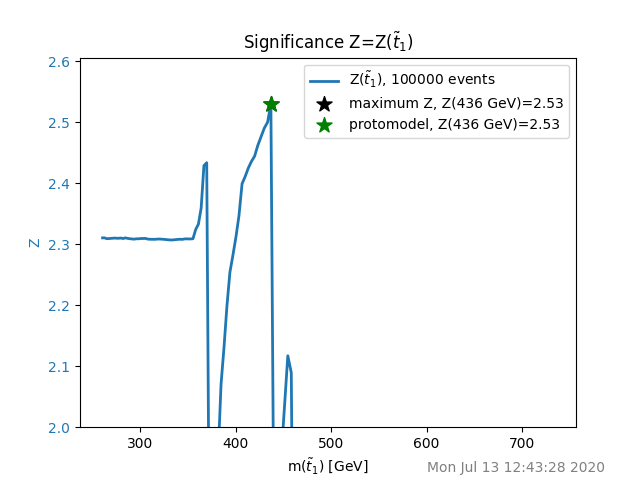 Significance Z=Z(t̃₁)
2.6
2.5
2.4
2.3
2.2
2.1
2.0
Z
Z(t̃₁), 100000 events
maximum Z, Z(436 GeV)=2.53
protomodel, Z(436 GeV)=2.53
300 400 500 600 700
m(t̃₁) [GeV]
Mon Jul 13 12:43:28 2020